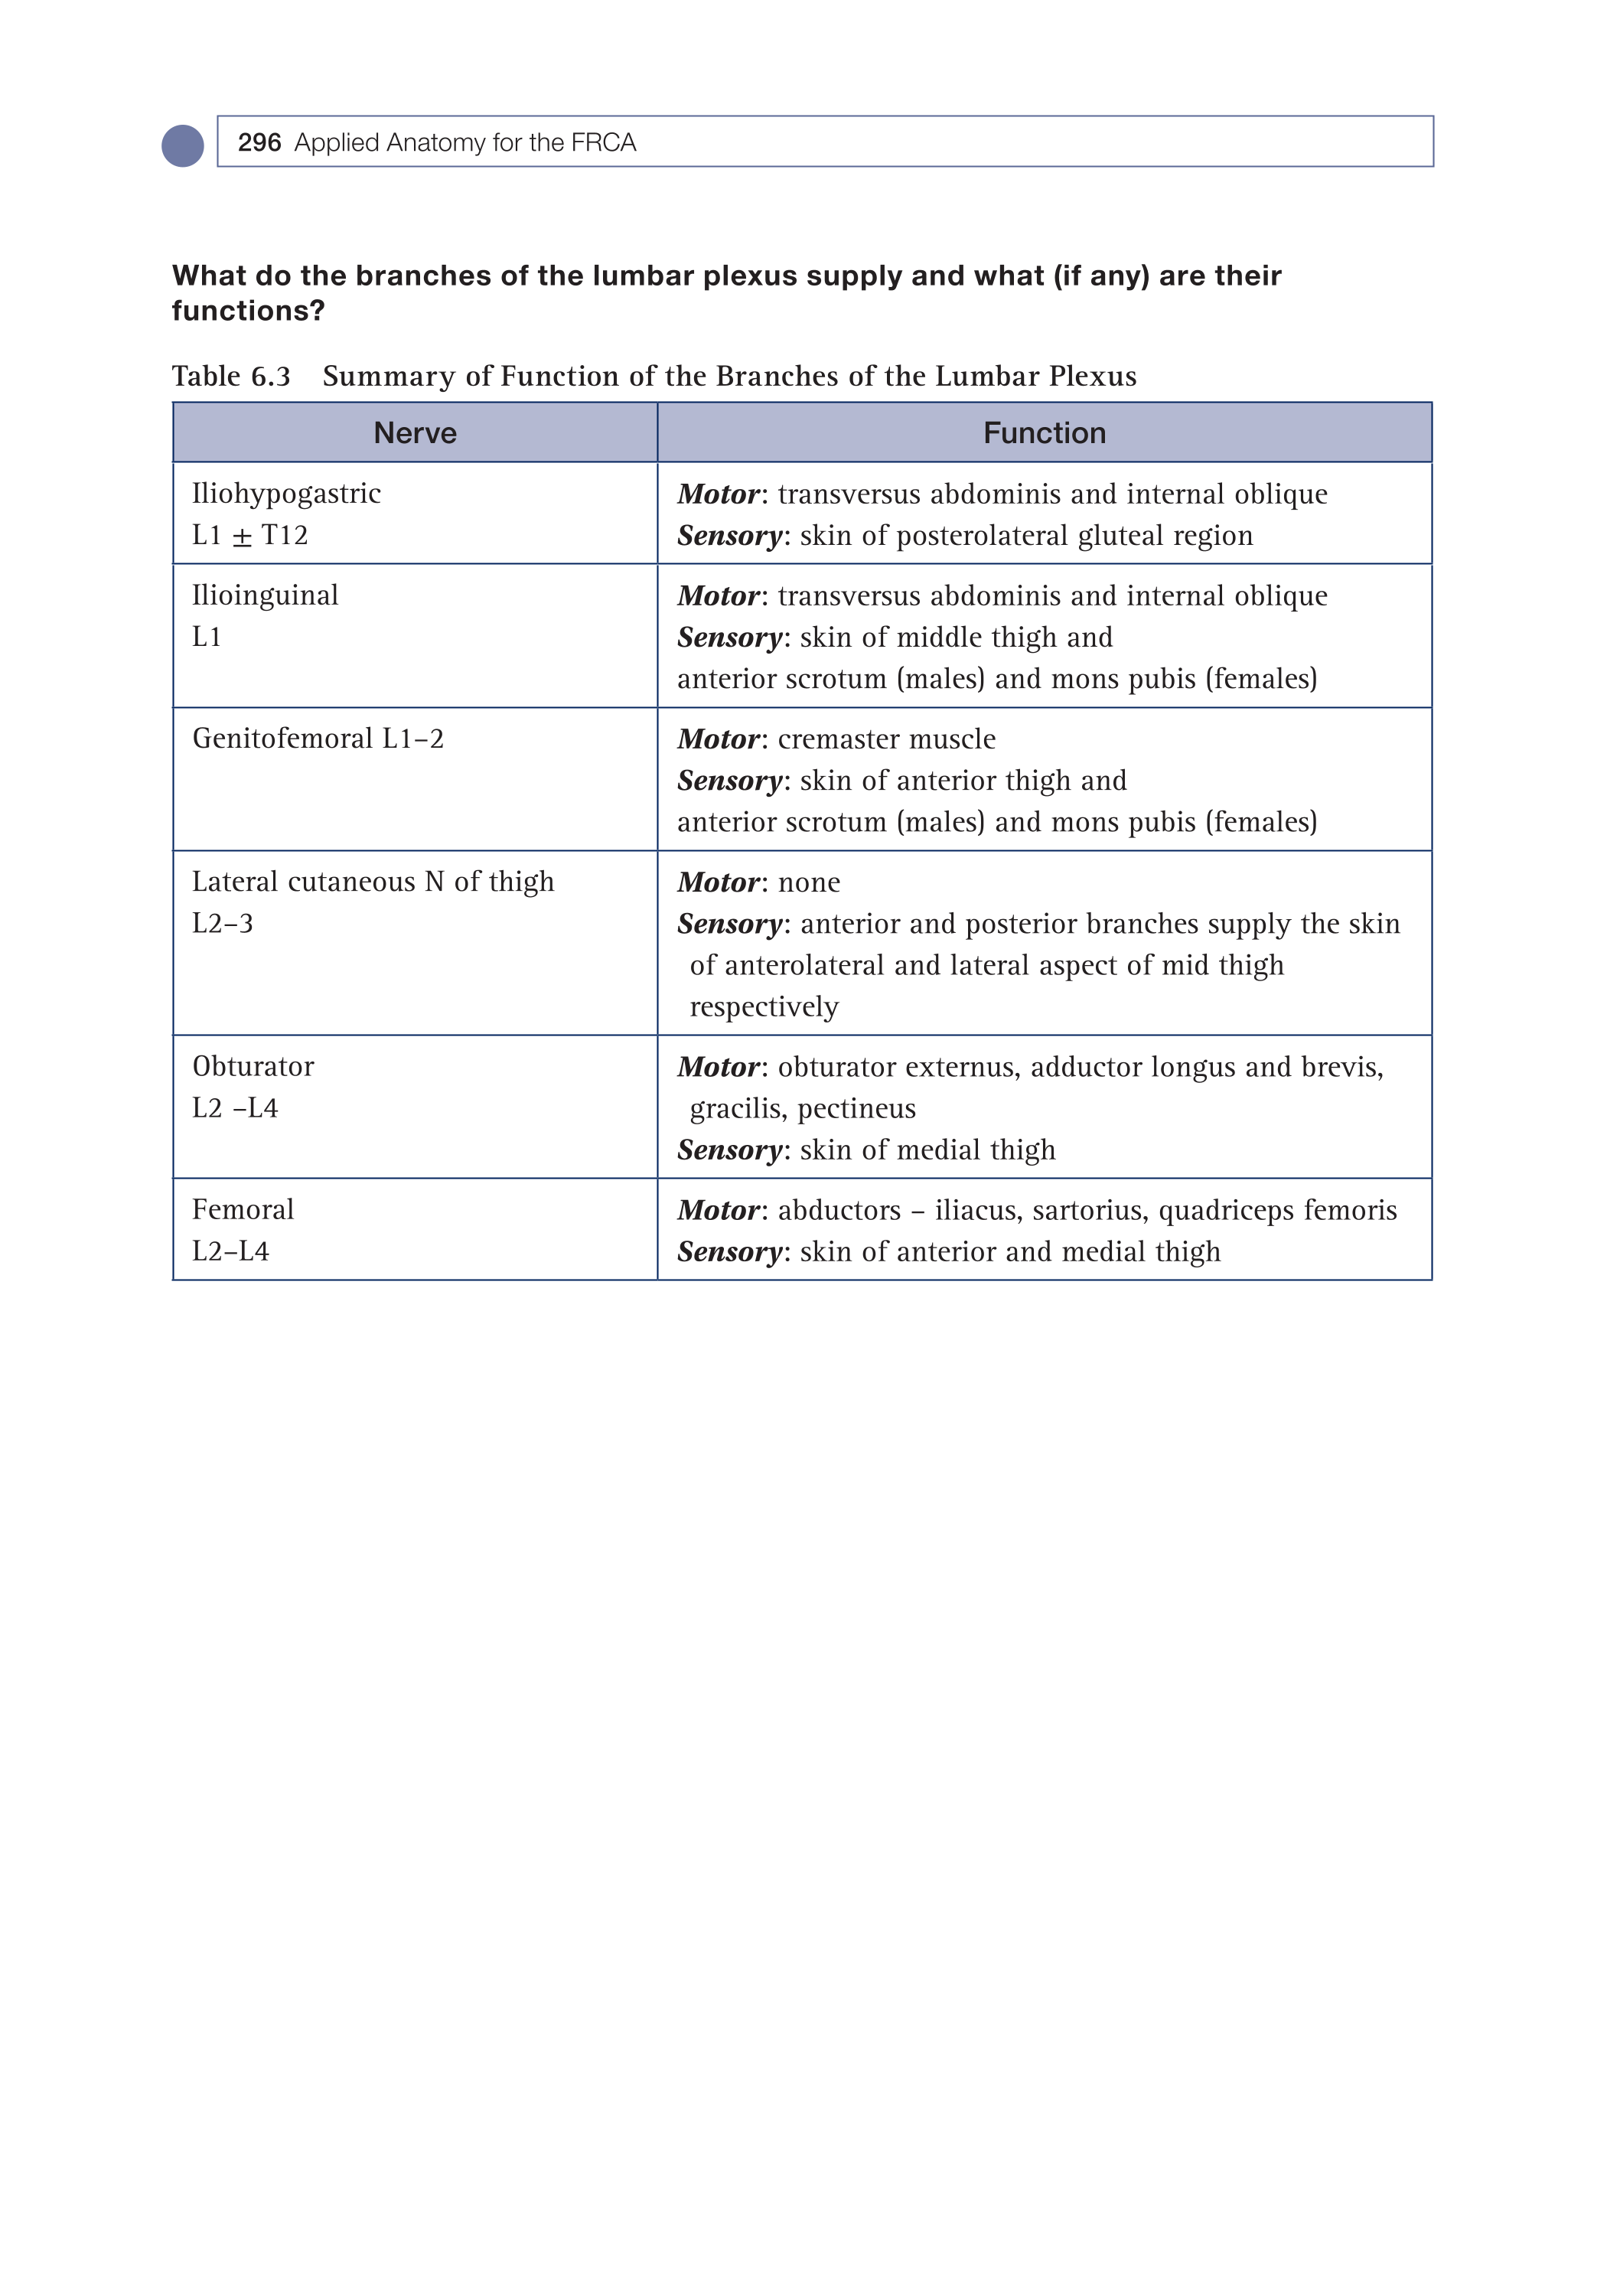 296 Applied Anatomy for the FRCA
What do the branches of the lumbar plexus supply and what (if any) are their
functions?
Table 6.3 Summary of Function of the Branches of the Lumbar Plexus
Nerve
Function
Iliohypogastric
L1 ± T12
Motor: transversus abdominis and internal oblique
Sensory: skin of posterolateral gluteal region
Ilioinguinal
L1
Motor: transversus abdominis and internal oblique
Sensory: skin of middle thigh and
anterior scrotum (males) and mons pubis (females)
Genitofemoral L1–2
Motor: cremaster muscle
Sensory: skin of anterior thigh and
anterior scrotum (males) and mons pubis (females)
Lateral cutaneous N of thigh
L2–3
Motor: none
Sensory: anterior and posterior branches supply the skin
of anterolateral and lateral aspect of mid thigh
respectively
Obturator
L2 –L4
Motor: obturator externus, adductor longus and brevis,
gracilis, pectineus
Sensory: skin of medial thigh
Femoral
L2–L4
Motor: abductors – iliacus, sartorius, quadriceps femoris
Sensory: skin of anterior and medial thigh